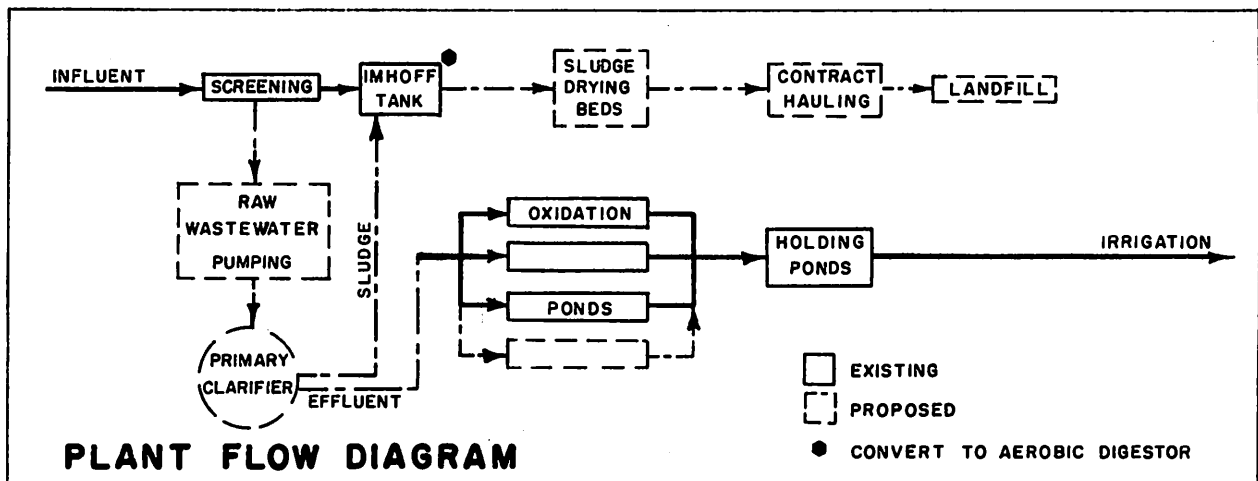 INFLUENT
SCREENING
IMHOFF
TANK
SLUDGE
DRYING
BEDS
CONTRACT
HAULING
LANDFILL
RAW
WASTEWATER
PUMPING
SLUDGE
PRIMARY
CLARIFIER
EFFLUENT
OXIDATION
PONDS
HOLDING
PONDS
IRRIGATION
EXISTING
PROPOSED
CONVERT TO AEROBIC DIGESTOR
PLANT FLOW DIAGRAM